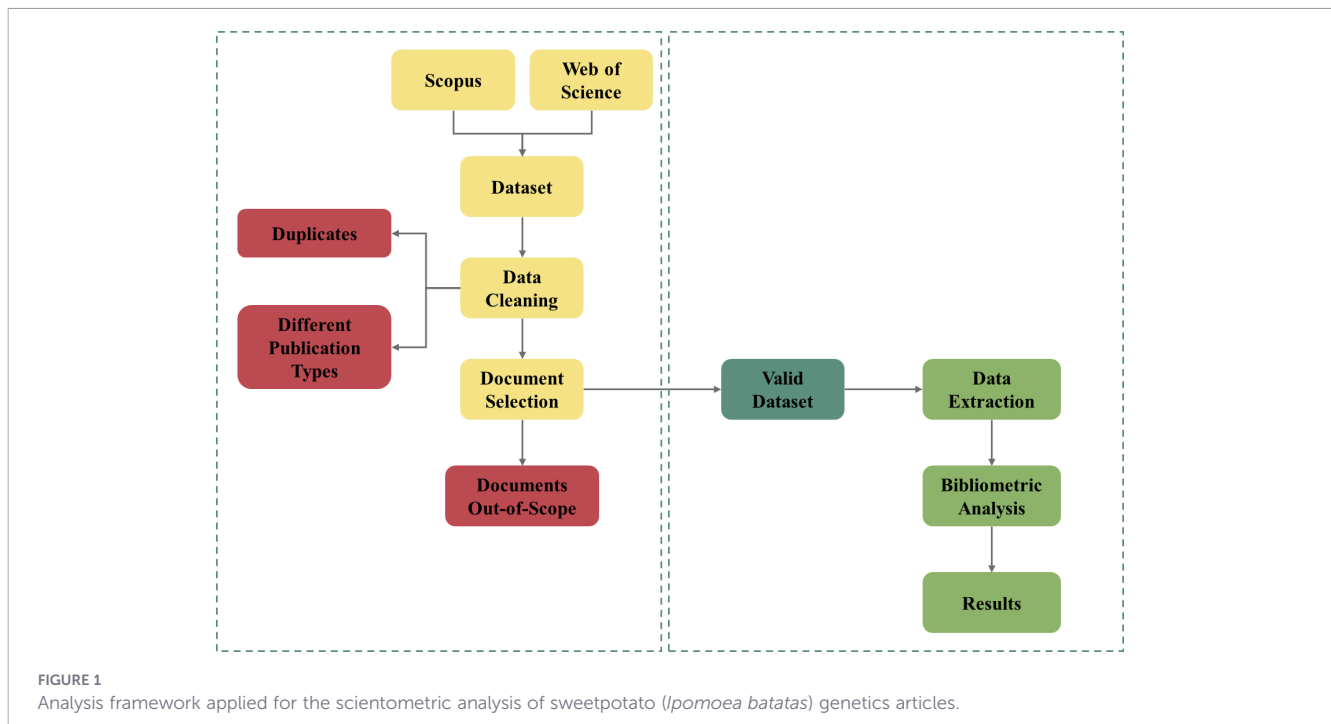 Scopus
Web of
Science
Dataset
Duplicates
Data
Cleaning
Different
Publication
Types
Document
Selection
Valid
Dataset
Data
Extraction
Documents
Out-of-Scope
Bibliometric
Analysis
Results
FIGURE 1
Analysis framework applied for the scientometric analysis of sweetpotato (Ipomoea batatas) genetics articles.